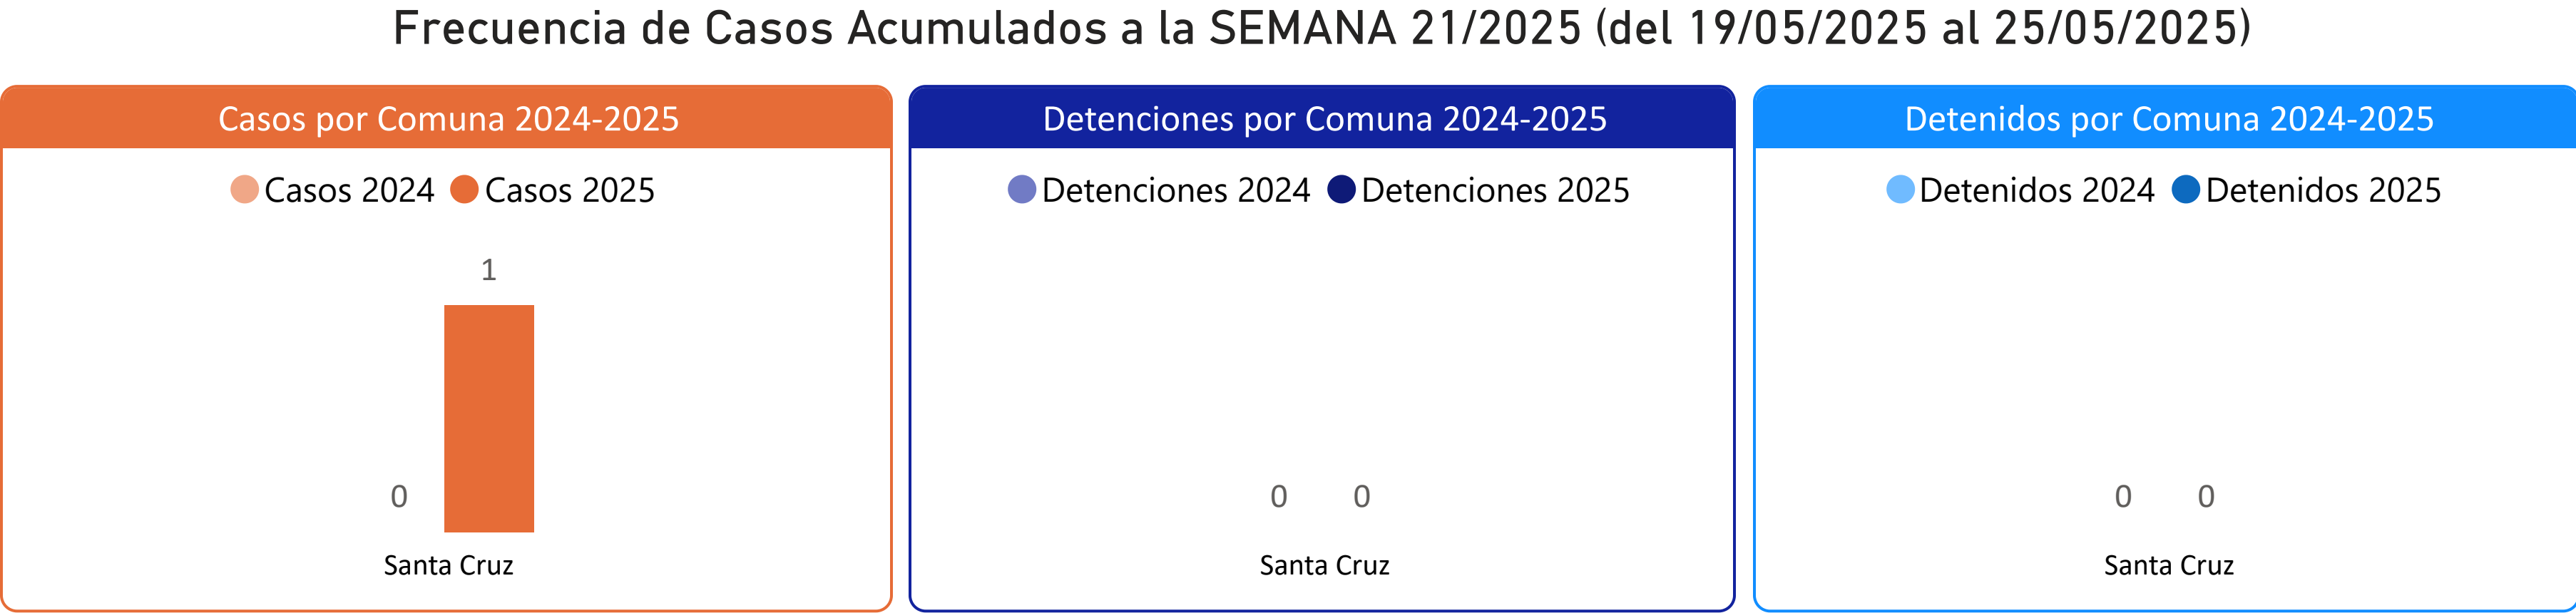 Frecuencia de Casos Acumulados a la SEMANA 21/2025 (del 19/05/2025 al 25/05/2025)
Casos por Comuna 2024-2025
Casos 2024 Casos 2025
1
0
Santa Cruz
Detenciones por Comuna 2024-2025
Detenciones 2024 Detenciones 2025
0 0
Santa Cruz
Detenidos por Comuna 2024-2025
Detenidos 2024 Detenidos 2025
0 0
Santa Cruz